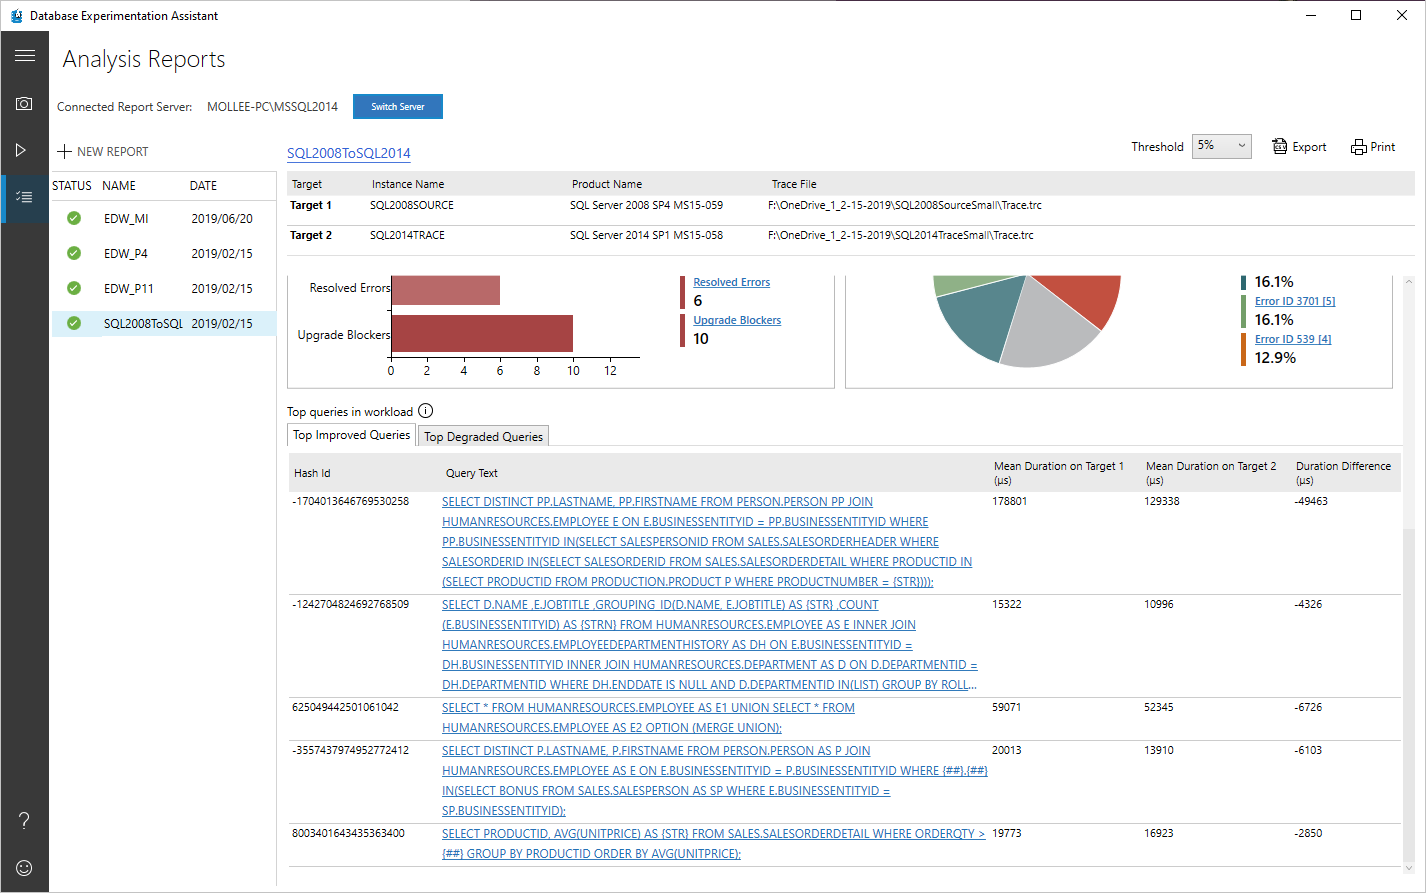 Database Experimentation Assistant
Analysis Reports
Connected Report Server: MOLLEE-PC\MSSQL2014 Switch Server
NEW REPORT
STATUS NAME DATE
EDW_MI 2019/06/20
EDW_P4 2019/02/15
EDW_P11 2019/02/15
SQL2008ToSQL 2019/02/15
SQL2008ToSQL2014
Threshold 5% Export Print
Target Instance Name Product Name Trace File
Target 1 SQL2008SOURCE SQL Server 2008 SP4 MS15-059 F:\OneDrive_1_2-15-2019\SQL2008SourceSmall\Trace.trc
Target 2 SQL2014TRACE SQL Server 2014 SP1 MS15-058 F:\OneDrive_1_2-15-2019\SQL2014TraceSmall\Trace.trc
Resolved Errors
Upgrade Blockers
0 2 4 6 8 10 12
Resolved Errors
6
Upgrade Blockers
10
16.1%
Error ID 3701 [5]
16.1%
Error ID 539 [4]
12.9%
Top queries in workload
Top Improved Queries Top Degraded Queries
Hash Id Query Text Mean Duration on Target 1 (µs) Mean Duration on Target 2 (µs) Duration Difference (µs)
-1704013646769530258 SELECT DISTINCT PP.LASTNAME, PP.FIRSTNAME FROM PERSON.PERSON PP JOIN 178801 129338 -49463
HUMANRESOURCES.EMPLOYEE E ON E.BUSINESSENTITYID = PP.BUSINESSENTITYID WHERE
PP.BUSINESSENTITYID IN(SELECT SALESPERSONID FROM SALES.SALESORDERHEADER WHERE
SALESORDERID IN(SELECT SALESORDERID FROM SALES.SALESORDERDETAIL WHERE PRODUCTID IN
(SELECT PRODUCTID FROM PRODUCTION.PRODUCT P WHERE PRODUCTNUMBER = {STR})));
-1242704824692768509 SELECT D.NAME ,E.JOBTITLE ,GROUPING_ID(D.NAME, E.JOBTITLE) AS {STR} ,COUNT 15322 10996 -4326
(E.BUSINESSENTITYID) AS {STRN} FROM HUMANRESOURCES.EMPLOYEE AS E INNER JOIN
HUMANRESOURCES.EMPLOYEEDEPARTMENTHISTORY AS DH ON E.BUSINESSENTITYID =
DH.BUSINESSENTITYID INNER JOIN HUMANRESOURCES.DEPARTMENT AS D ON D.DEPARTMENTID =
DH.DEPARTMENTID WHERE DH.ENDDATE IS NULL AND D.DEPARTMENTID IN(LIST) GROUP BY ROLL...
625049442501061042 SELECT * FROM HUMANRESOURCES.EMPLOYEE AS E1 UNION SELECT * FROM 59071 52345 -6726
HUMANRESOURCES.EMPLOYEE AS E2 OPTION (MERGE UNION);
-3557437974952772412 SELECT DISTINCT P.LASTNAME, P.FIRSTNAME FROM PERSON.PERSON AS P JOIN 20013 13910 -6103
HUMANRESOURCES.EMPLOYEE AS E ON E.BUSINESSENTITYID = P.BUSINESSENTITYID WHERE {##}.{##}
IN(SELECT BONUS FROM SALES.SALESPERSON AS SP WHERE E.BUSINESSENTITYID =
SP.BUSINESSENTITYID);
8003401643435363400 SELECT PRODUCTID, AVG(UNITPRICE) AS {STR} FROM SALES.SALESORDERDETAIL WHERE ORDERQTY > 19773 16923 -2850
{##} GROUP BY PRODUCTID ORDER BY AVG(UNITPRICE);